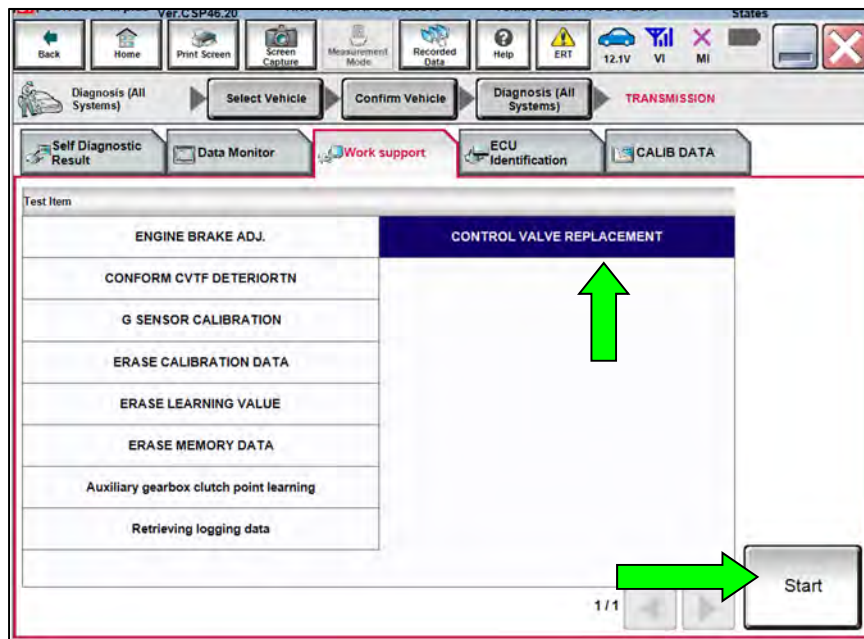 Ver.CSP46.20
States
Back
Home
Print Screen
Screen
Capture
Measurement
Mode
Recorded
Data
Help
ERT
12.1V
VI
MI
Diagnosis (All
Systems)
Select Vehicle
Confirm Vehicle
Diagnosis (All
Systems)
TRANSMISSION
Self Diagnostic
Result
Data Monitor
Work support
ECU
Identification
CALIB DATA
Test Item
ENGINE BRAKE ADJ.
CONTROL VALVE REPLACEMENT
CONFORM CVTF DETERIORTN
G SENSOR CALIBRATION
ERASE CALIBRATION DATA
ERASE LEARNING VALUE
ERASE MEMORY DATA
Auxiliary gearbox clutch point learning
Retrieving logging data
1/1
Start